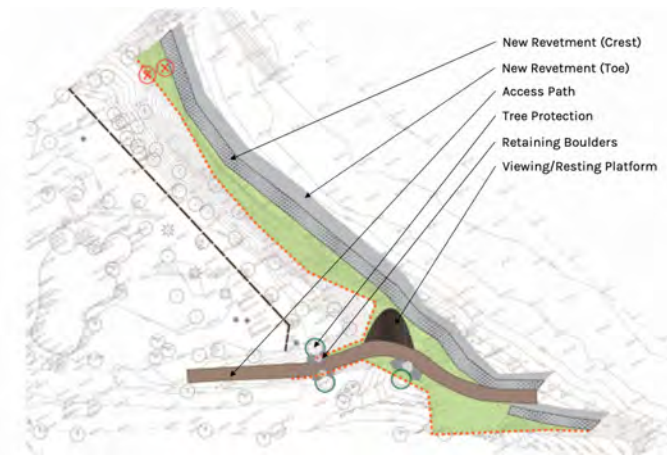 New Revetment (Crest)
New Revetment (Toe)
Access Path
Tree Protection
Retaining Boulders
Viewing/Resting Platform